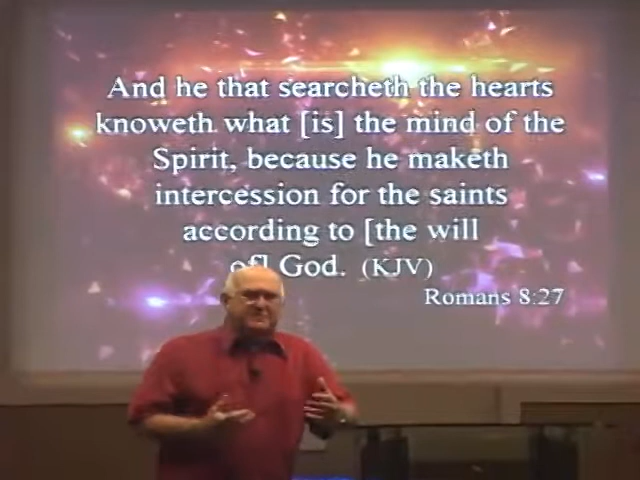 And he that searcheth the hearts
knoweth what [is] the mind of the
Spirit, because he maketh
intercession for the saints
according to [the will
of] God. (KJV)
Romans 8:27